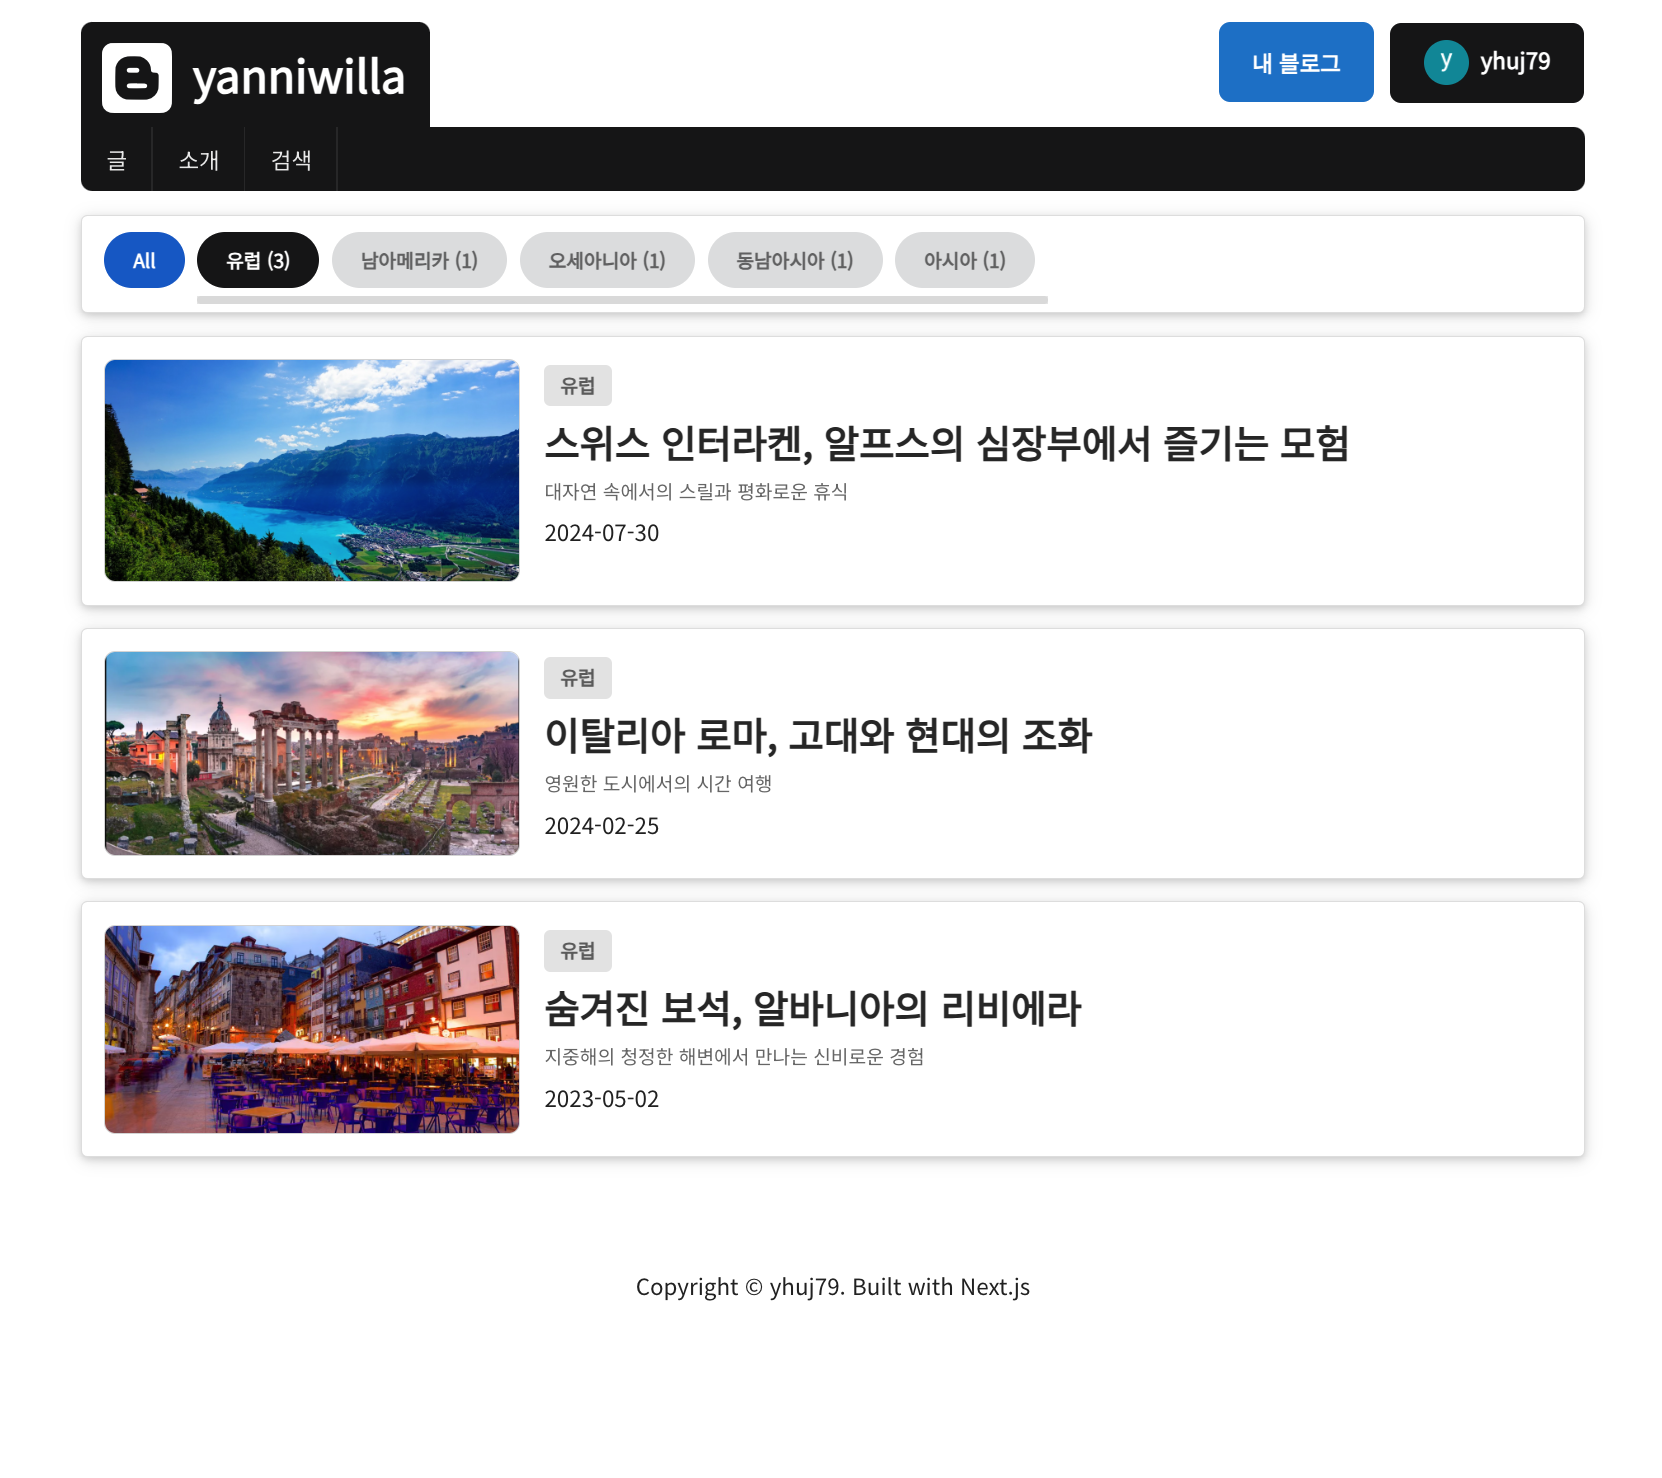 yanniwilla
내 블로그
y yhuj79
글 소개 검색
All 유럽 (3) 남아메리카 (1) 오세아니아 (1) 동남아시아 (1) 아시아 (1)
유럽
스위스 인터라켄, 알프스의 심장부에서 즐기는 모험
대자연 속에서의 스릴과 평화로운 휴식
2024-07-30
유럽
이탈리아 로마, 고대와 현대의 조화
영원한 도시에서의 시간 여행
2024-02-25
유럽
숨겨진 보석, 알바니아의 리비에라
지중해의 청정한 해변에서 만나는 신비로운 경험
2023-05-02
Copyright © yhuj79. Built with Next.js